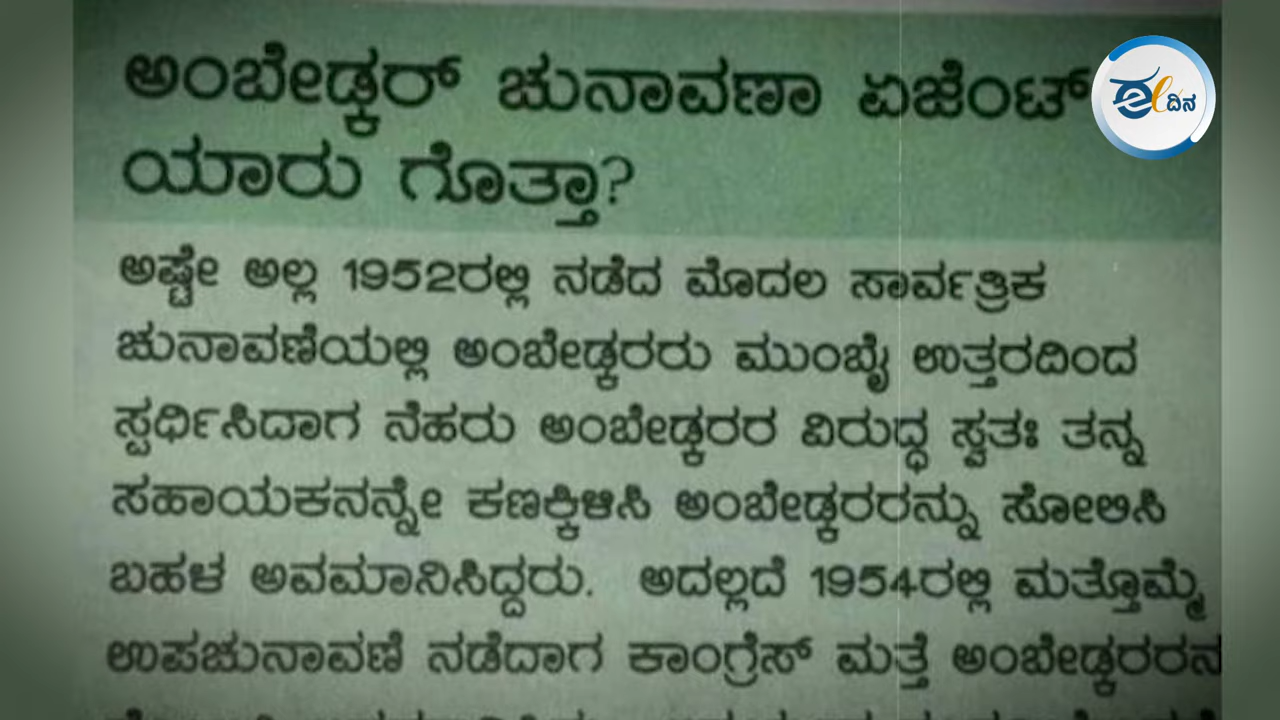 ಅಂಬೇಡ್ಕರ್ ಚುನಾವಣಾ ಏಜೆಂಟ್
ಯಾರು ಗೊತ್ತಾ?
ಈ ದಿನ
ಅಷ್ಟೇ ಅಲ್ಲ 1952ರಲ್ಲಿ ನಡೆದ ಮೊದಲ ಸಾರ್ವತ್ರಿಕ
ಚುನಾವಣೆಯಲ್ಲಿ ಅಂಬೇಡ್ಕರರು ಮುಂಬೈ ಉತ್ತರದಿಂದ
ಸ್ಪರ್ಧಿಸಿದಾಗ ನೆಹರು ಅಂಬೇಡ್ಕರರ ವಿರುದ್ಧ ಸ್ವತಃ ತನ್ನ
ಸಹಾಯಕನನ್ನೇ ಕಣಕ್ಕಿಳಿಸಿ ಅಂಬೇಡ್ಕರರನ್ನು ಸೋಲಿಸಿ
ಬಹಳ ಅವಮಾನಿಸಿದ್ದರು. ಅದಲ್ಲದೆ 1954ರಲ್ಲಿ ಮತ್ತೊಮ್ಮೆ
ಉಪಚುನಾವಣೆ ನಡೆದಾಗ ಕಾಂಗ್ರೆಸ್ ಮತ್ತೆ ಅಂಬೇಡ್ಕರರನ